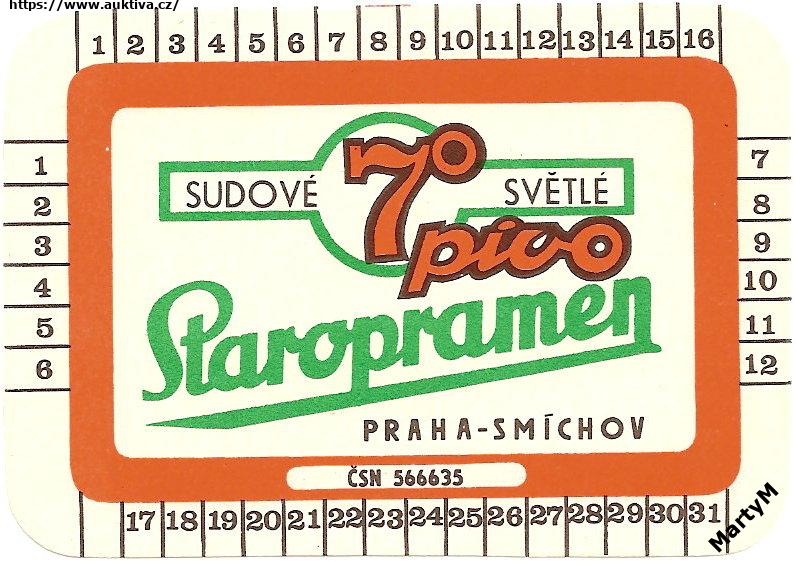 https://www.auktiva.cz/
1 2 3 4 5 6 7 8 9 10 11 12 13 14 15 16
1
2
3
4
5
6
7
8
9
10
11
12
SUDOVÉ 7° SVĚTLÉ
pivo
Staropramen
PRAHA-SMÍCHOV
ČSN 566635
17 18 19 20 21 22 23 24 25 26 27 28 29 30 31
MartyM